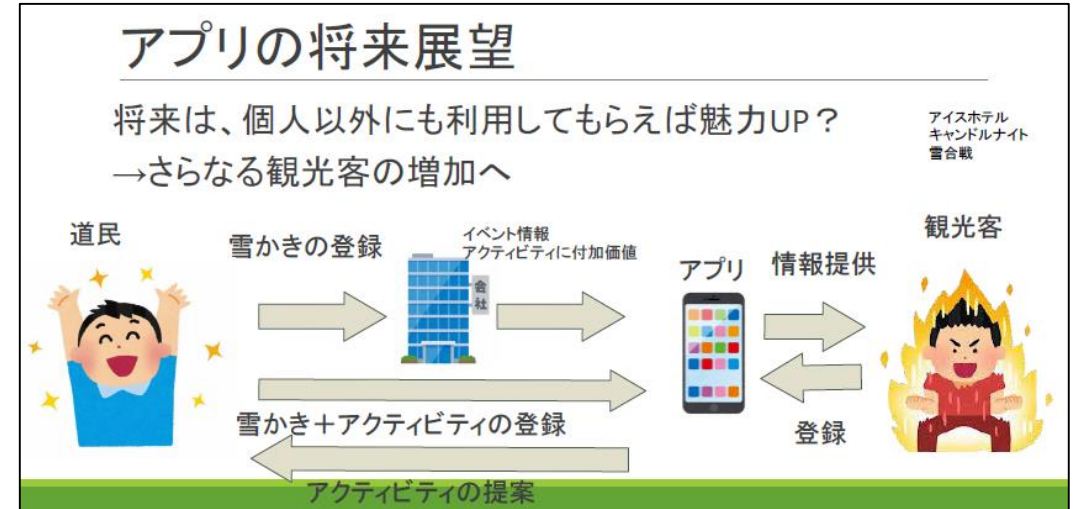 アプリの将来展望
将来は、個人以外にも利用してもらえば魅力UP？
→さらなる観光客の増加へ
アイスホテル
キャンドルナイト
雪合戦
道民
雪かきの登録
イベント情報
アクティビティに付加価値
会社
アプリ
情報提供
観光客
雪かき＋アクティビティの登録
登録
アクティビティの提案